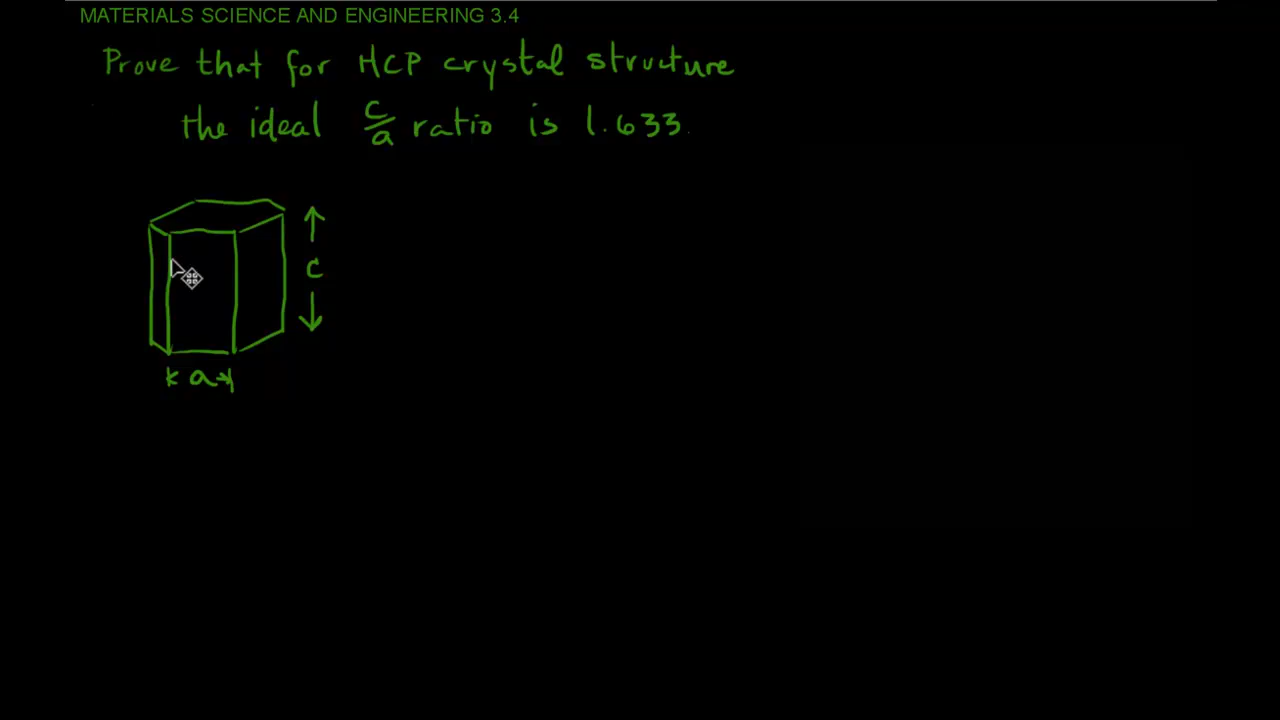 MATERIALS SCIENCE AND ENGINEERING 3.4
Prove that for HCP crystal structure
the ideal c/a ratio is 1.633.
c
a